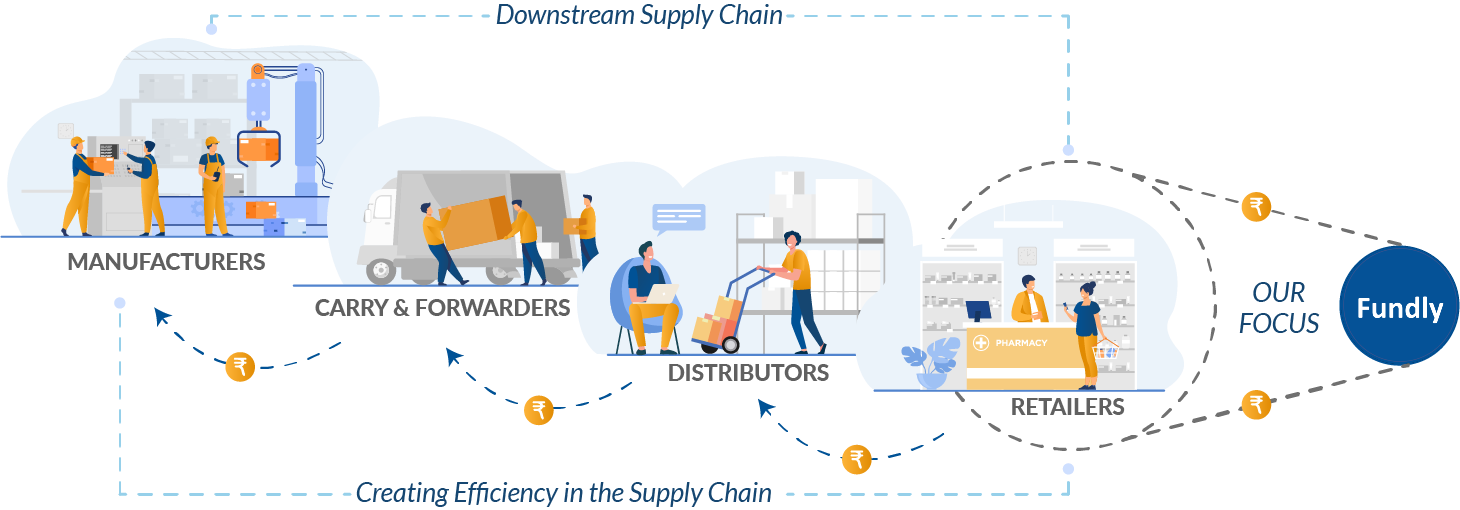 Downstream Supply Chain
MANUFACTURERS
CARRY & FORWARDERS
DISTRIBUTORS
PHARMACY
RETAILERS
OUR
FOCUS
Fundly
₹
₹
₹
₹
₹
Creating Efficiency in the Supply Chain